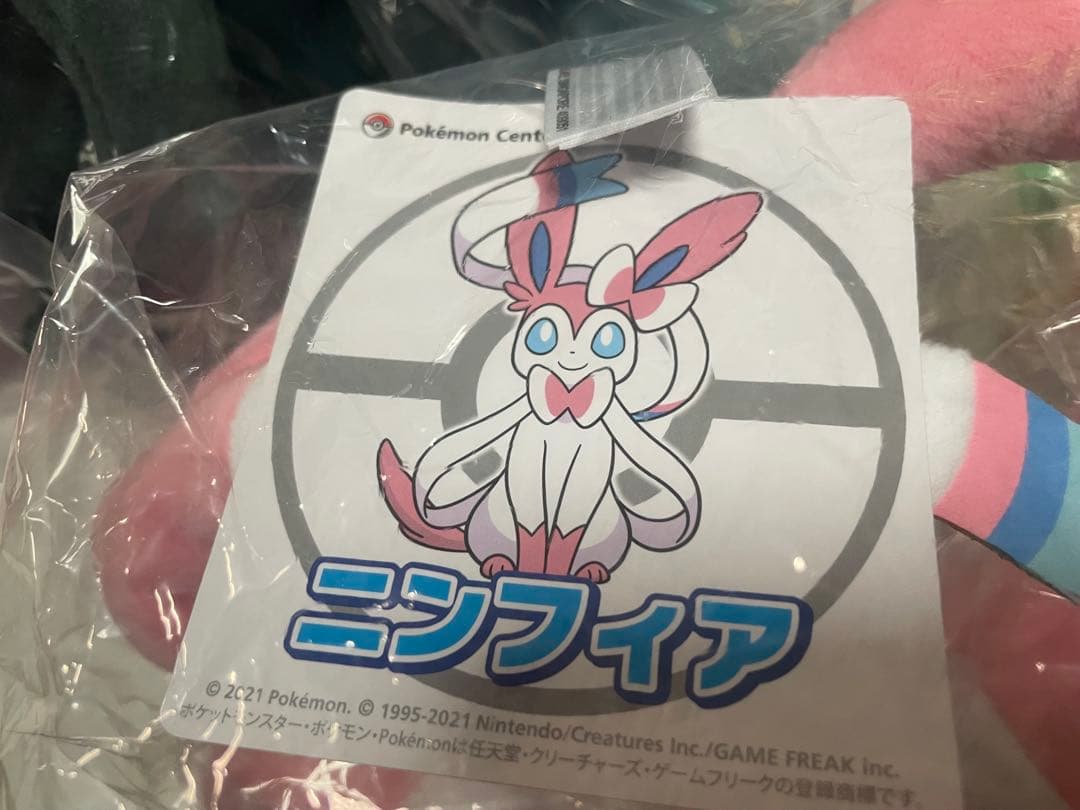 Pokémon Cent
ニンフィア
© 2021 Pokémon. © 1995-2021 Nintendo/Creatures Inc./GAME FREAK inc.
ポケットモンスター・ポケモン・Pokémonは任天堂・クリーチャーズ・ゲームフリークの登録商標です